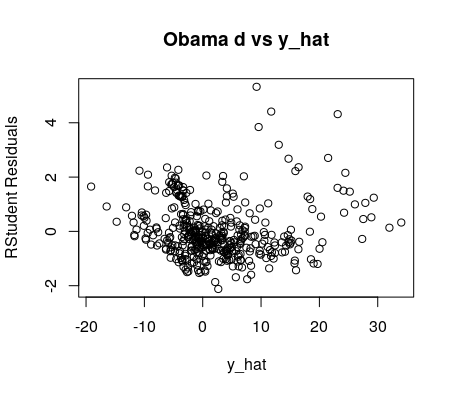 Obama d vs y_hat
RStudent Residuals
4
2
0
-2
-20 -10 0 10 20 30
y_hat